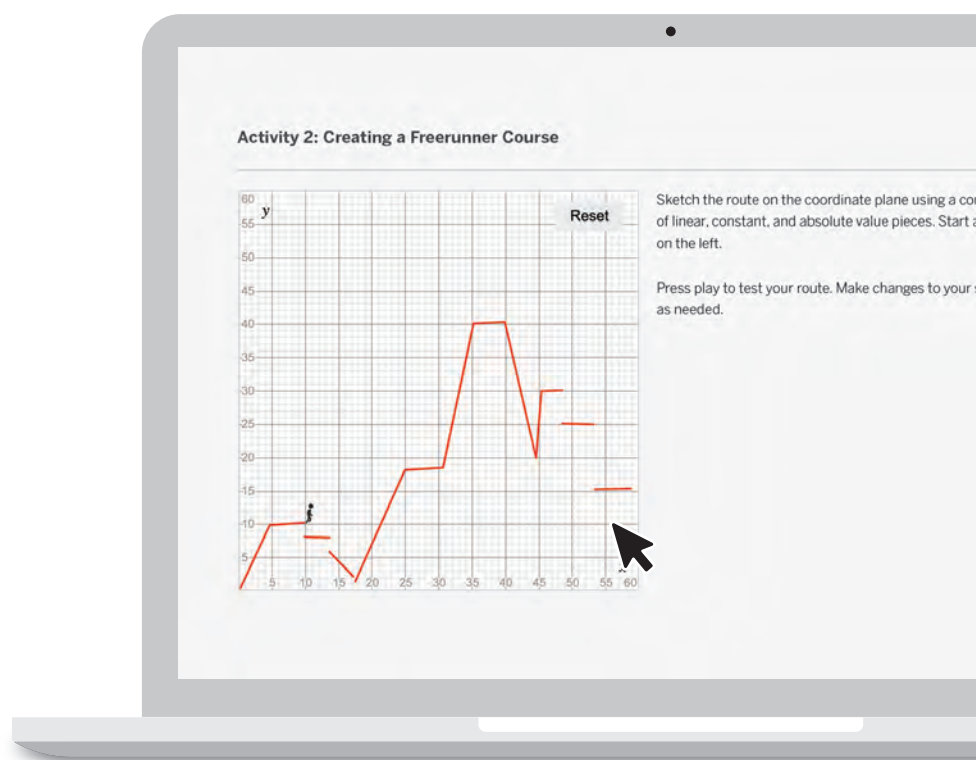 Activity 2: Creating a Freerunner Course
60
y
55
50
45
40
35
30
25
20
15
10
5
5 10 15 20 25 30 35 40 45 50 55 60
Reset
Sketch the route on the coordinate plane using a
of linear, constant, and absolute value pieces. Start
on the left.
Press play to test your route. Make changes to your
as needed.